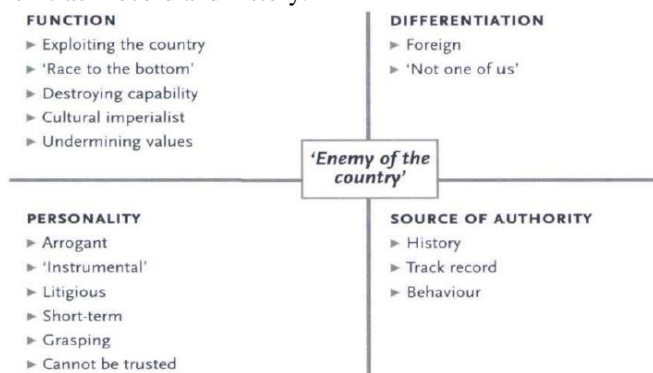 FUNCTION
▶ Exploiting the country
▶ 'Race to the bottom'
▶ Destroying capability
▶ Cultural imperialist
▶ Undermining values
DIFFERENTIATION
▶ Foreign
▶ 'Not one of us'
'Enemy of the
country'
PERSONALITY
▶ Arrogant
▶ 'Instrumental'
▶ Litigious
▶ Short-term
▶ Grasping
▶ Cannot be trusted
SOURCE OF AUTHORITY
▶ History
▶ Track record
▶ Behaviour